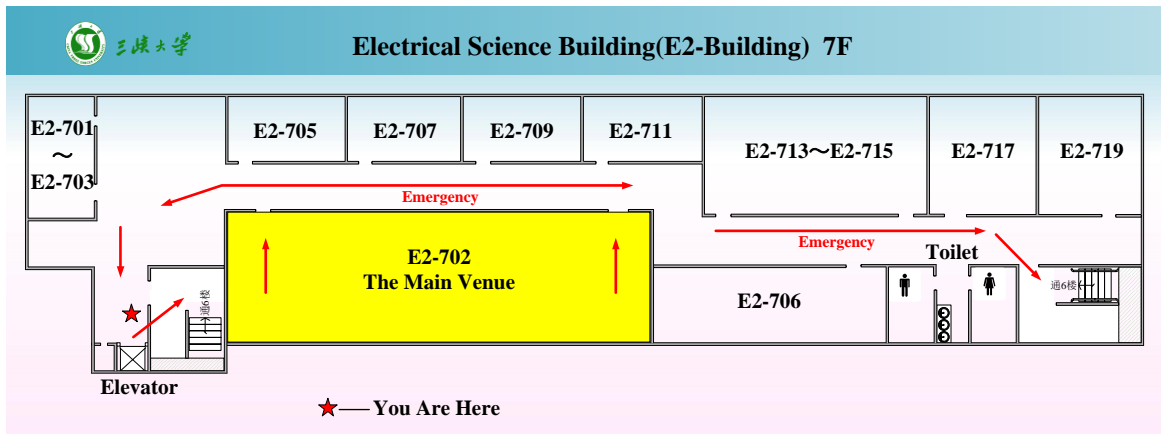 三峡大学
Electrical Science Building(E2-Building) 7F
E2-701
～
E2-703
E2-705
E2-707
E2-709
E2-711
E2-713～E2-715
E2-717
E2-719
Emergency
Emergency
E2-702
The Main Venue
Toilet
E2-706
通6楼
通6楼
Elevator
You Are Here